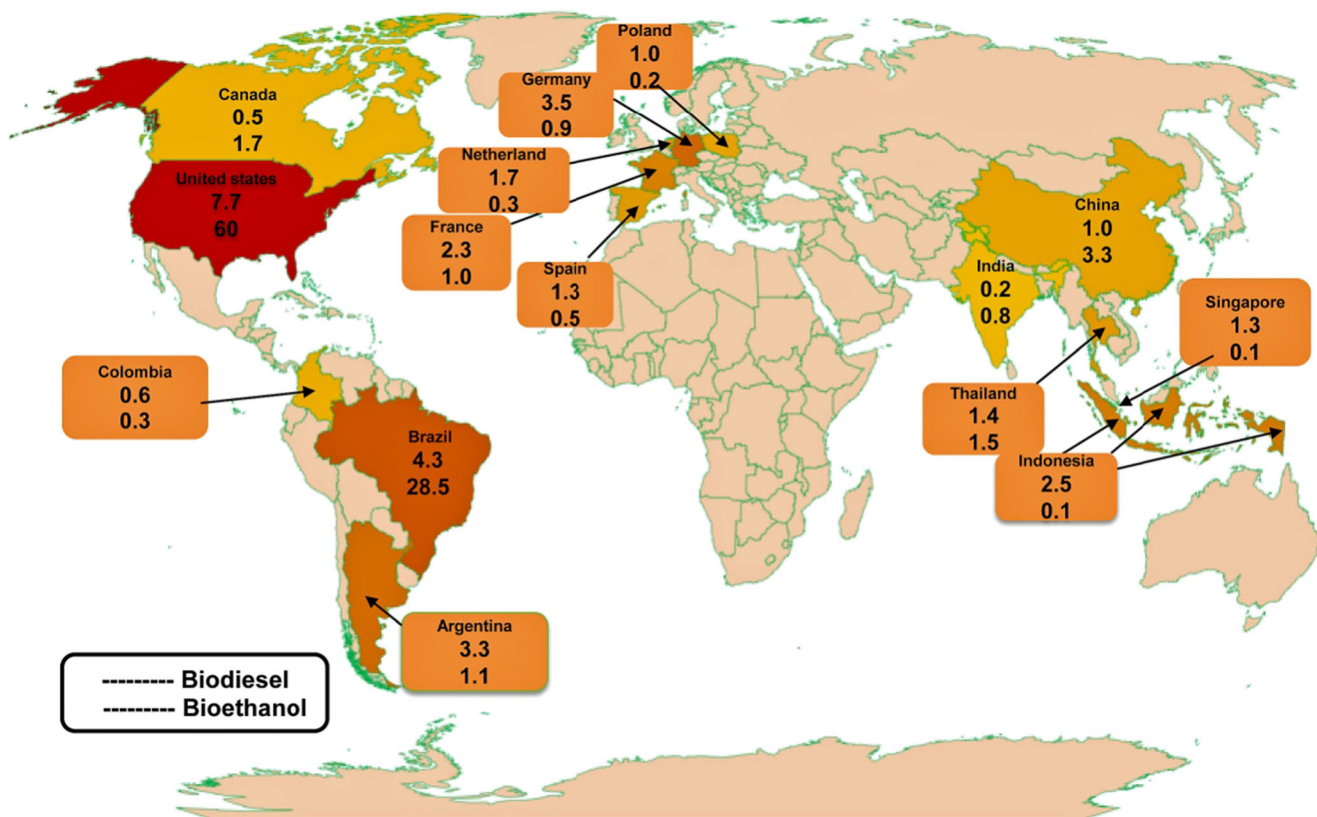 Poland
1.0
0.2
Germany
3.5
0.9
Canada
0.5
1.7
Netherland
1.7
0.3
United states
7.7
60
France
2.3
1.0
Spain
1.3
0.5
China
1.0
3.3
India
0.2
0.8
Singapore
1.3
0.1
Colombia
0.6
0.3
Thailand
1.4
1.5
Brazil
4.3
28.5
Indonesia
2.5
0.1
Argentina
3.3
1.1
--------- Biodiesel
--------- Bioethanol